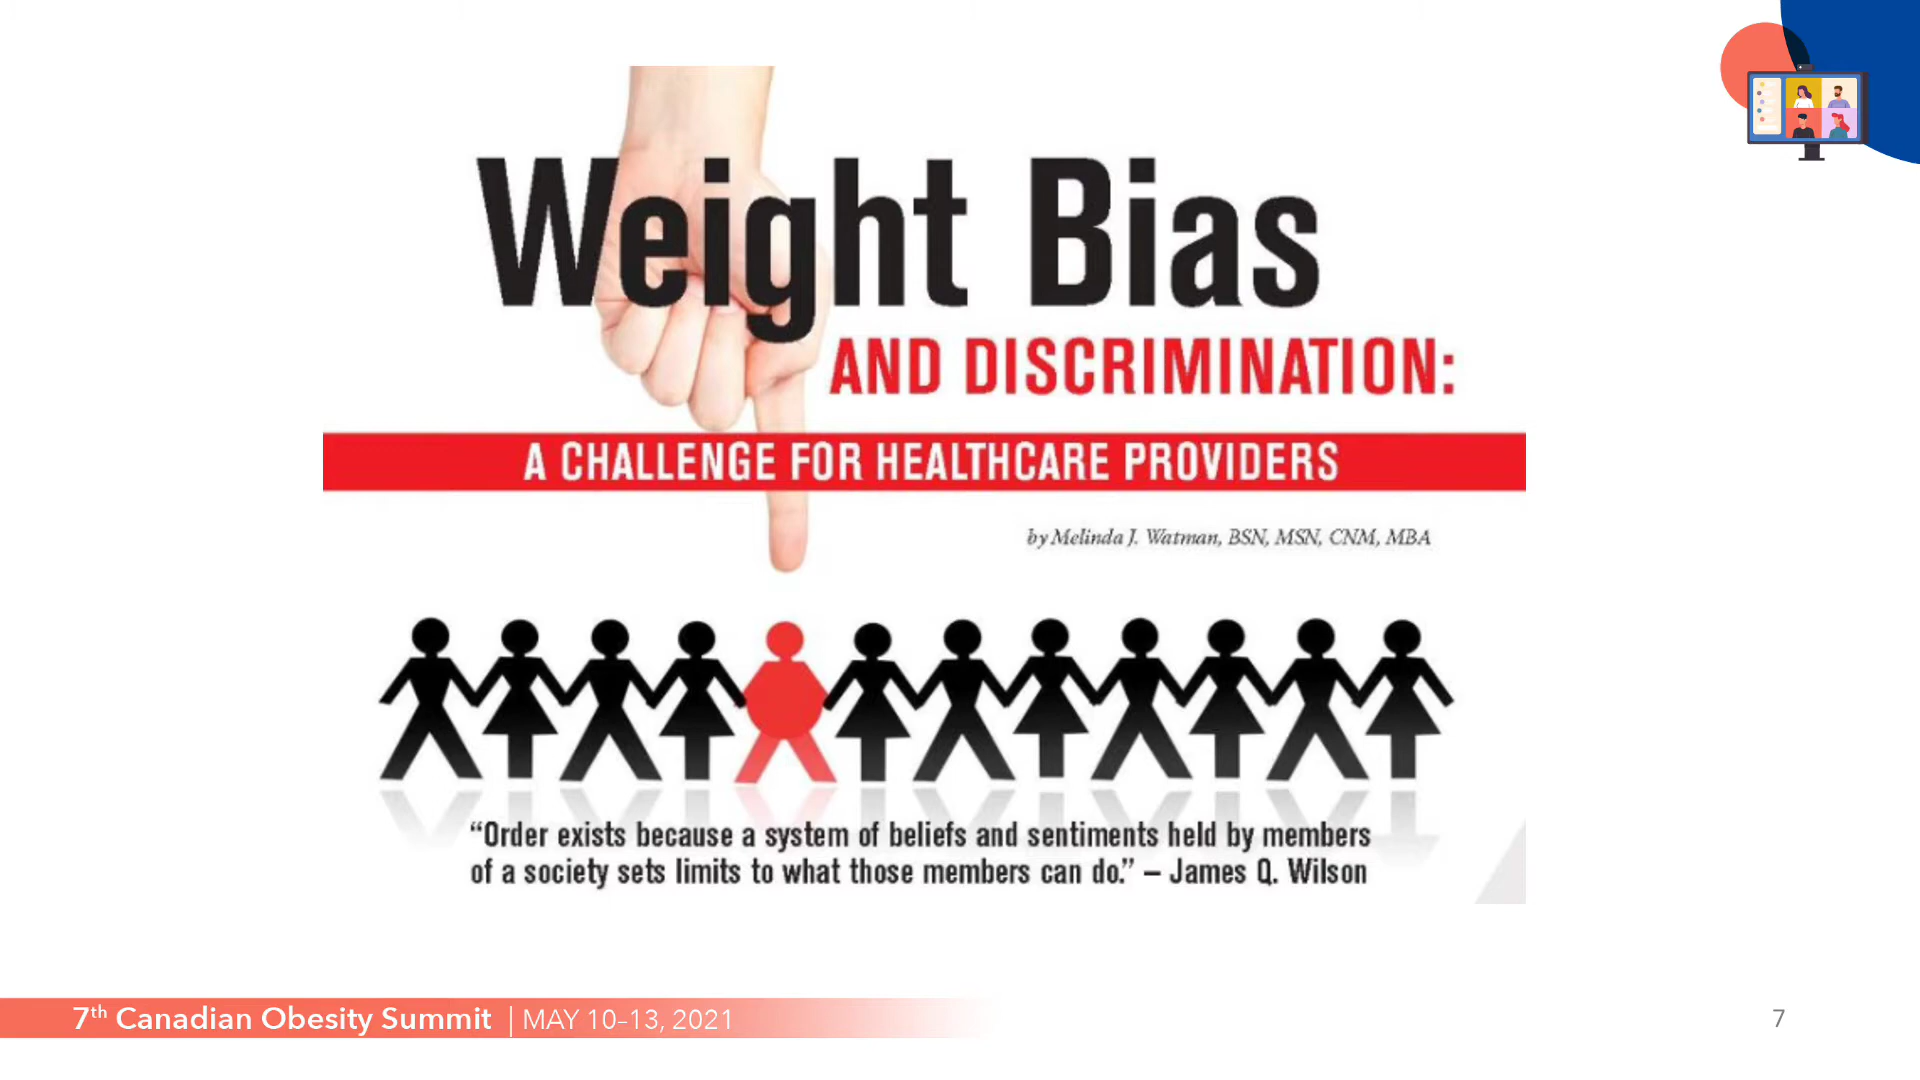 Weight Bias
AND DISCRIMINATION:
A CHALLENGE FOR HEALTHCARE PROVIDERS
by Melinda J. Watman, BSN, MSN, CNM, MBA
“Order exists because a system of beliefs and sentiments held by members
of a society sets limits to what those members can do.” – James Q. Wilson
7th Canadian Obesity Summit | MAY 10–13, 2021
7